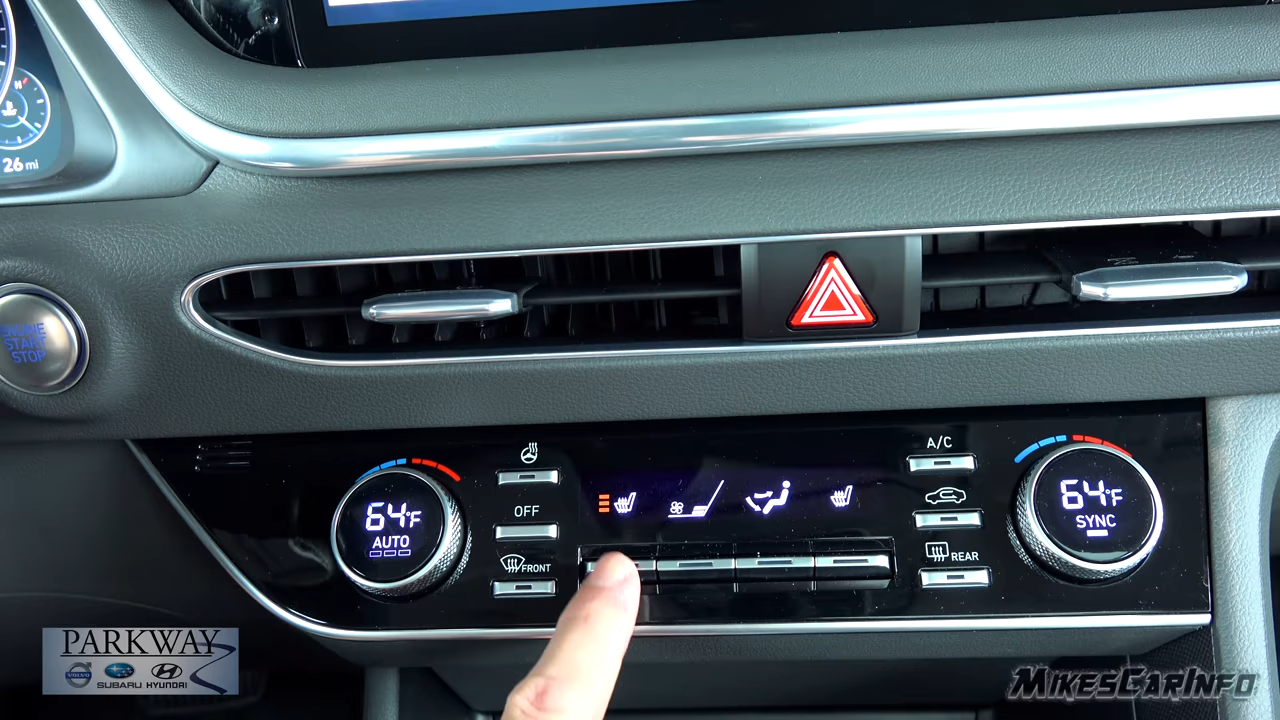 26 mi
ENGINE
START
STOP
A/C
64°F
AUTO
OFF
FRONT
64°F
SYNC
REAR
PARKWAY
VOLVO
SUBARU HYUNDAI
MIKESCARINFO